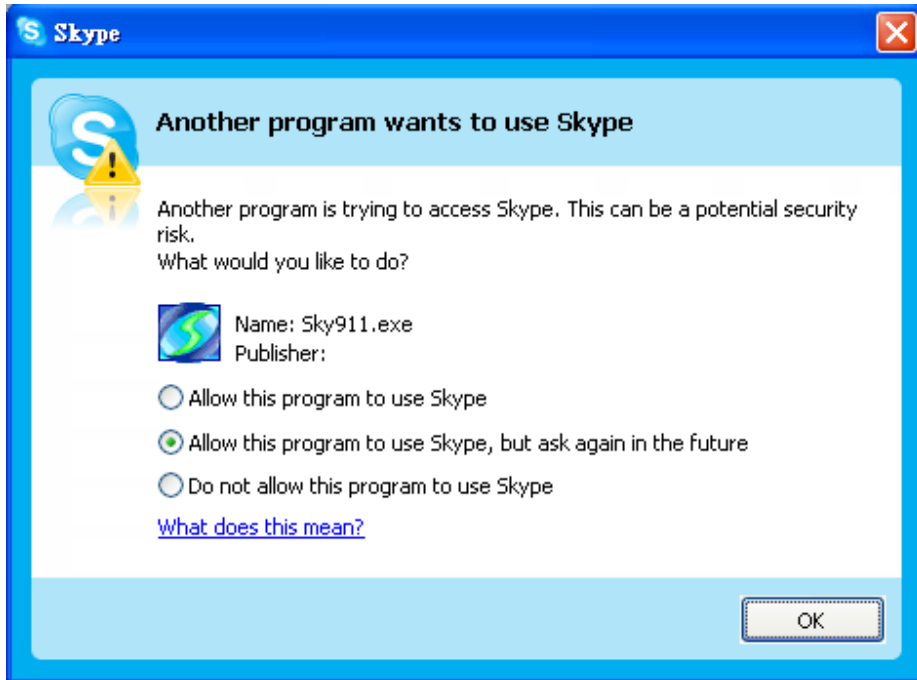 Skype
Another program wants to use Skype
Another program is trying to access Skype. This can be a potential security
risk.
What would you like to do?
Name: Sky911.exe
Publisher:
Allow this program to use Skype
Allow this program to use Skype, but ask again in the future
Do not allow this program to use Skype
What does this mean?
OK